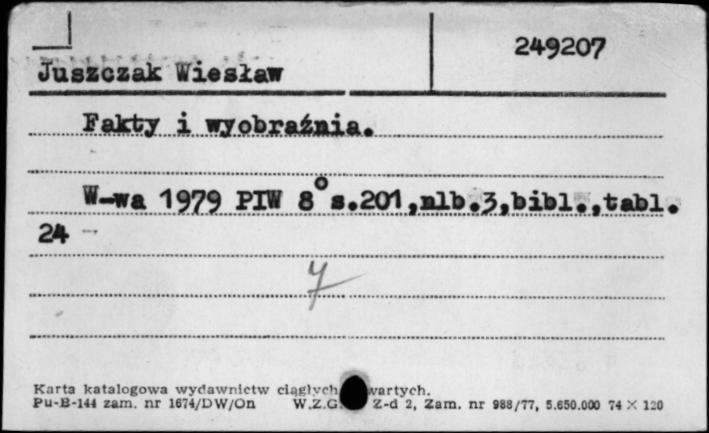 249207
Juszczak Wiesław
Fakty i wyobraźnia.
W-wa 1979 PIW 8° s.201,nlb.3,bibl.,tabl.
24
Karta katalogowa wydawnictw ciągłych wartych.
Pu-B-144 zam. nr 1674/DW/On W.Z.G. Z-d 2, Zam. nr 988/77, 5.650.000 74 × 120